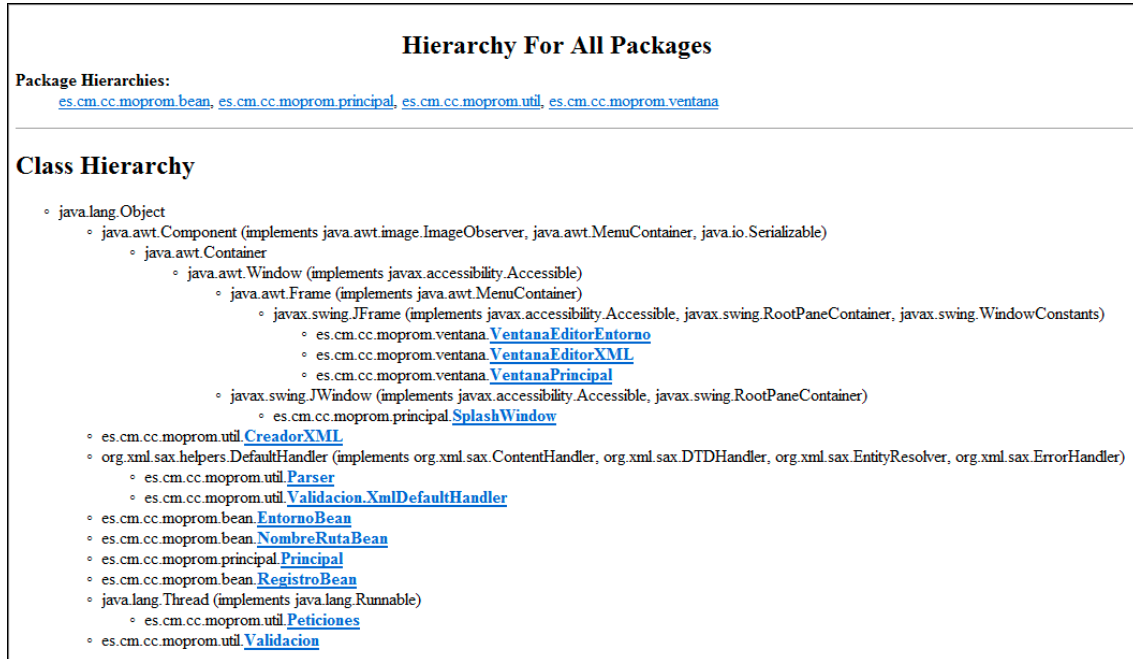 Hierarchy For All Packages
Package Hierarchies:
es.cm.cc.moprom.bean, es.cm.cc.moprom.principal, es.cm.cc.moprom.util, es.cm.cc.moprom.ventana
Class Hierarchy
◦ java.lang.Object
◦ java.awt.Component (implements java.awt.image.ImageObserver, java.awt.MenuContainer, java.io.Serializable)
◦ java.awt.Container
◦ java.awt.Window (implements javax.accessibility.Accessible)
◦ java.awt.Frame (implements java.awt.MenuContainer)
◦ javax.swing.JFrame (implements javax.accessibility.Accessible, javax.swing.RootPaneContainer, javax.swing.WindowConstants)
◦ es.cm.cc.moprom.ventana.VentanaEditorEntorno
◦ es.cm.cc.moprom.ventana.VentanaEditorXML
◦ es.cm.cc.moprom.ventana.VentanaPrincipal
◦ javax.swing.JWindow (implements javax.accessibility.Accessible, javax.swing.RootPaneContainer)
◦ es.cm.cc.moprom.principal.SplashWindow
◦ es.cm.cc.moprom.util.CreadorXML
◦ org.xml.sax.helpers.DefaultHandler (implements org.xml.sax.ContentHandler, org.xml.sax.DTDHandler, org.xml.sax.EntityResolver, org.xml.sax.ErrorHandler)
◦ es.cm.cc.moprom.util.Parser
◦ es.cm.cc.moprom.util.Validacion.XmlDefaultHandler
◦ es.cm.cc.moprom.bean.EntornoBean
◦ es.cm.cc.moprom.bean.NombreRutaBean
◦ es.cm.cc.moprom.principal.Principal
◦ es.cm.cc.moprom.bean.RegistroBean
◦ java.lang.Thread (implements java.lang.Runnable)
◦ es.cm.cc.moprom.util.Peticiones
◦ es.cm.cc.moprom.util.Validacion